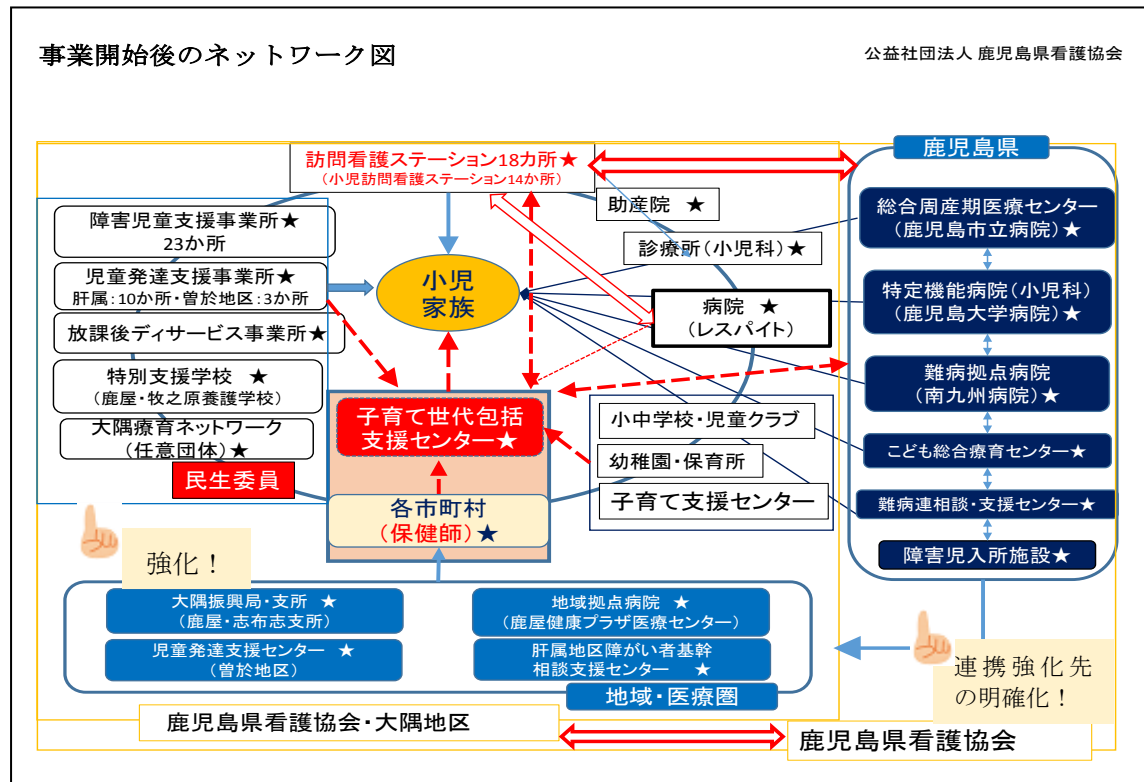 事業開始後のネットワーク図
公益社団法人 鹿児島県看護協会
訪問看護ステーション18カ所★
(小児訪問看護ステーション14か所)
鹿児島県
障害児童支援事業所★
23か所
児童発達支援事業所★
肝属:10か所・曽於地区:3か所
放課後ディサービス事業所★
特別支援学校 ★
(鹿屋・牧之原養護学校)
大隅療育ネットワーク
(任意団体)★
民生委員
小児
家族
助産院 ★
診療所(小児科)★
病院 ★
(レスパイト)
総合周産期医療センター
(鹿児島市立病院)★
特定機能病院(小児科)
(鹿児島大学病院)★
難病拠点病院
(南九州病院)★
こども総合療育センター★
難病連相談・支援センター★
障害児入所施設★
子育て世代包括
支援センター★
小中学校・児童クラブ
幼稚園・保育所
子育て支援センター
各市町村
(保健師)★
強化!
大隅振興局・支所 ★
(鹿屋・志布志支所)
地域拠点病院 ★
(鹿屋健康プラザ医療センター)
児童発達支援センター ★
(曽於地区)
肝属地区障がい者基幹
相談支援センター ★
地域・医療圏
連携強化先
の明確化!
鹿児島県看護協会・大隅地区
鹿児島県看護協会